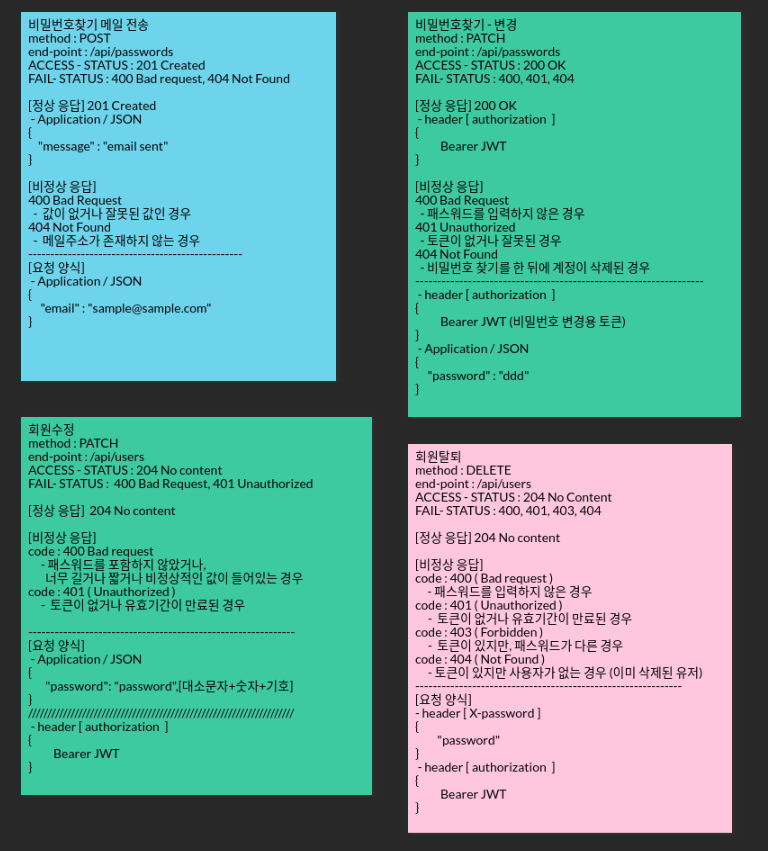 비밀번호찾기 메일 전송
method : POST
end-point : /api/passwords
ACCESS - STATUS : 201 Created
FAIL- STATUS : 400 Bad request, 404 Not Found
[정상 응답] 201 Created
- Application / JSON
{
"message" : "email sent"
}
[비정상 응답]
400 Bad Request
- 값이 없거나 잘못된 값인 경우
404 Not Found
- 메일주소가 존재하지 않는 경우
-------------------------------------------------
[요청 양식]
- Application / JSON
{
"email" : "sample@sample.com"
}
비밀번호찾기 - 변경
method : PATCH
end-point : /api/passwords
ACCESS - STATUS : 200 OK
FAIL- STATUS : 400, 401, 404
[정상 응답] 200 OK
- header [ authorization ]
{
Bearer JWT
}
[비정상 응답]
400 Bad Request
- 패스워드를 입력하지 않은 경우
401 Unauthorized
- 토큰이 없거나 잘못된 경우
404 Not Found
- 비밀번호 찾기를 한 뒤에 계정이 삭제된 경우
------------------------------------------------------------------
- header [ authorization ]
{
Bearer JWT (비밀번호 변경용 토큰)
}
- Application / JSON
{
"password" : "ddd"
}
회원수정
method : PATCH
end-point : /api/users
ACCESS - STATUS : 204 No content
FAIL- STATUS : 400 Bad Request, 401 Unauthorized
[정상 응답] 204 No content
[비정상 응답]
code : 400 Bad request
- 패스워드를 포함하지 않았거나,
너무 길거나 짧거나 비정상적인 값이 들어있는 경우
code : 401 ( Unauthorized )
- 토큰이 없거나 유효기간이 만료된 경우
-------------------------------------------------------------
[요청 양식]
- Application / JSON
{
"password": "password",[대소문자+숫자+기호]
}
///////////////////////////////////////////////////////////////////
- header [ authorization ]
{
Bearer JWT
}
회원탈퇴
method : DELETE
end-point : /api/users
ACCESS - STATUS : 204 No Content
FAIL- STATUS : 400, 401, 403, 404
[정상 응답] 204 No content
[비정상 응답]
code : 400 ( Bad request )
- 패스워드를 입력하지 않은 경우
code : 401 ( Unauthorized )
- 토큰이 없거나 유효기간이 만료된 경우
code : 403 ( Forbidden )
- 토큰이 있지만, 패스워드가 다른 경우
code : 404 ( Not Found )
- 토큰이 있지만 사용자가 없는 경우 (이미 삭제된 유저)
-------------------------------------------------------------
[요청 양식]
- header [ X-password ]
{
"password"
}
- header [ authorization ]
{
Bearer JWT
}